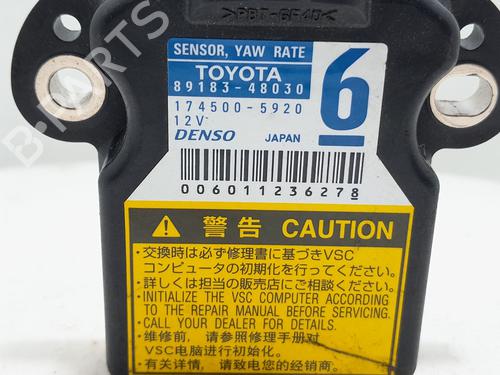 >PBT-GF40<
SENSOR, YAW RATE
TOYOTA
89183-48030
174500-5920
12V
DENSO JAPAN
6
006011236278
警告 CAUTION
・交換時は必ず修理書に基づきVSC
コンピュータの初期化を行ってください。
・詳しくは担当の販売店にご相談ください。
・INITIALIZE THE VSC COMPUTER ACCORDING
TO THE REPAIR MANUAL BEFORE SERVICING.
・CALL YOUR DEALER FOR DETAILS.
・维修前，请参照修理手册对
VSC电脑进行初始化。
・有关详情，请致电您的经销商。
B-PARTS